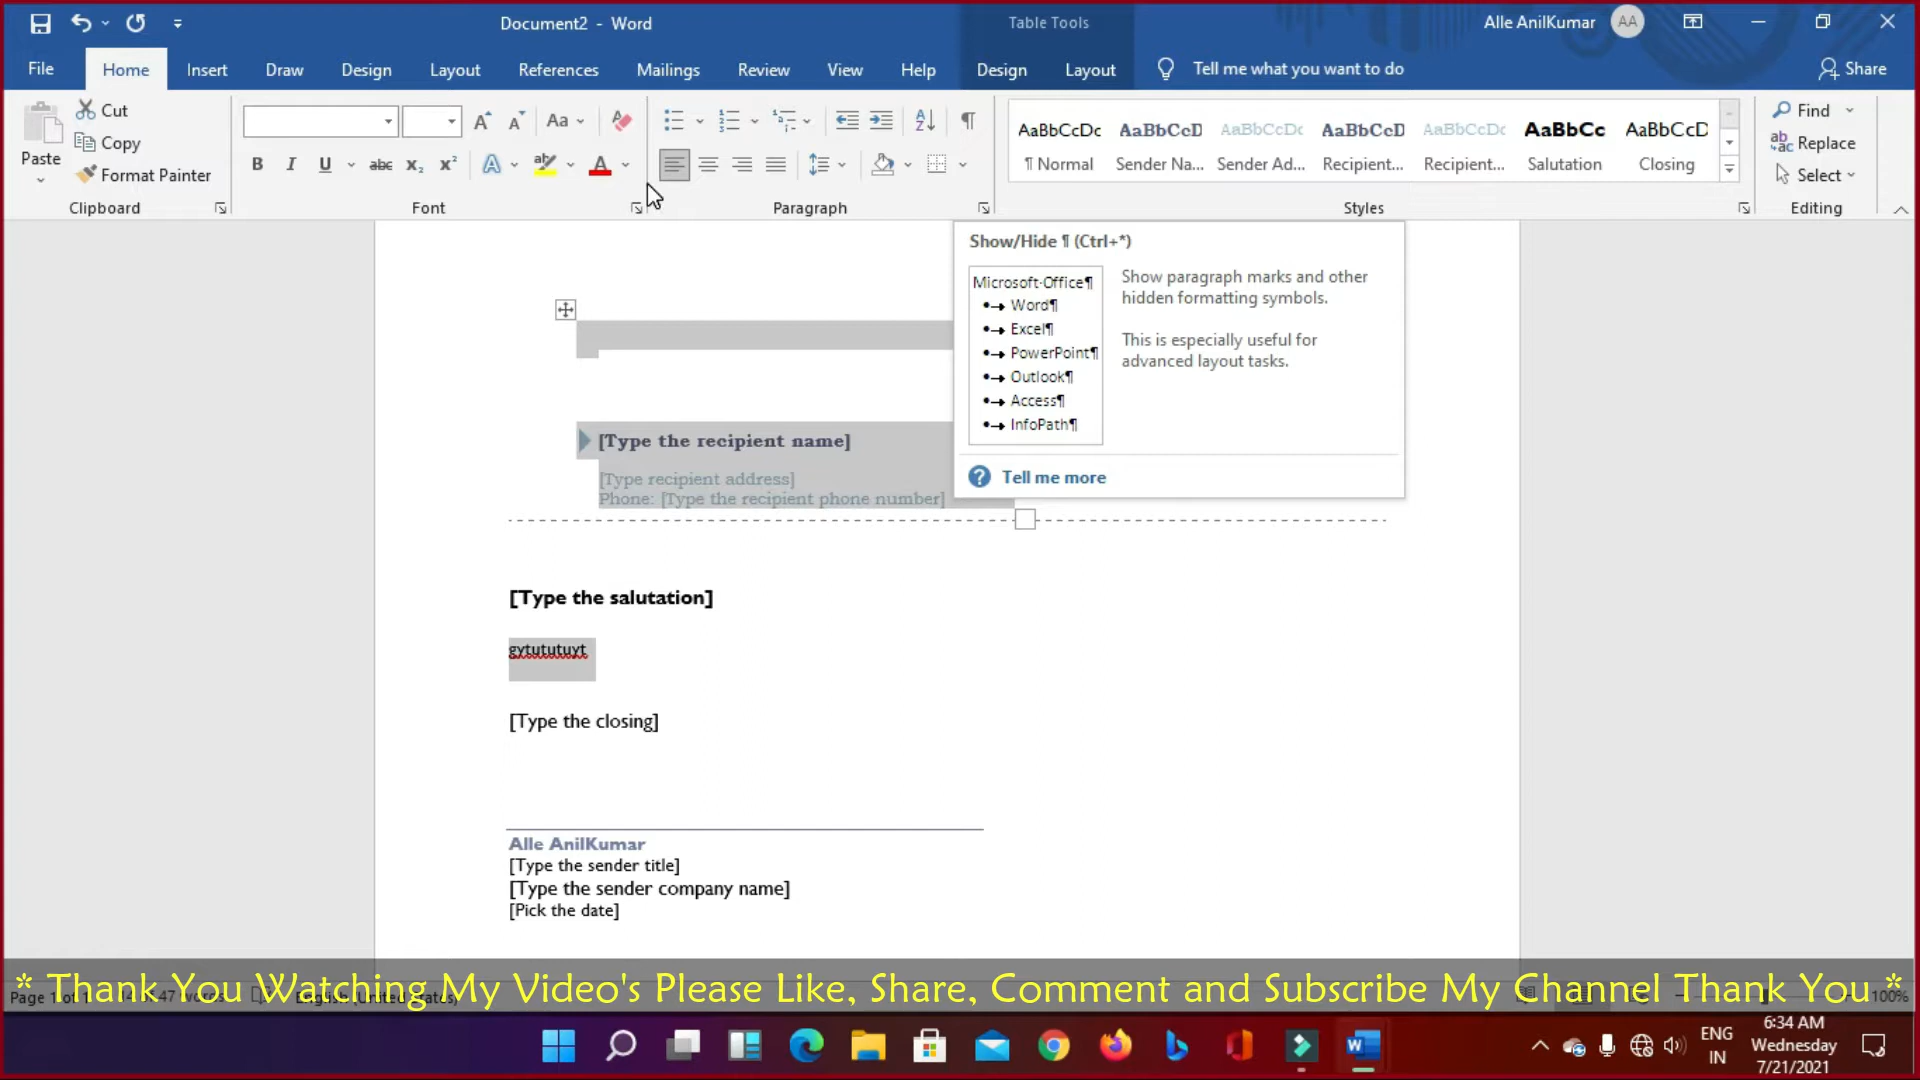 Document2 - Word
Table Tools
Alle AnilKumar
AA
File Home Insert Draw Design Layout References Mailings Review View Help Design Layout Tell me what you want to do Share
Paste
Cut
Copy
Format Painter
Clipboard
Aa
B I U abc x₂ x² A A
Font
Paragraph
AaBbCcDc AaBbCcD AaBbCcDc AaBbCcD AaBbCcDc AaBbCc AaBbCcD
¶ Normal Sender Na... Sender Ad... Recipient... Recipient... Salutation Closing
Styles
Find
Replace
Select
Editing
Show/Hide ¶ (Ctrl+*)
Microsoft·Office¶
Word¶
Excel¶
PowerPoint¶
Outlook¶
Access¶
InfoPath¶
Show paragraph marks and other
hidden formatting symbols.
This is especially useful for
advanced layout tasks.
Tell me more
[Type the recipient name]
[Type recipient address]
Phone: [Type the recipient phone number]
[Type the salutation]
gytututuyt
[Type the closing]
Alle AnilKumar
[Type the sender title]
[Type the sender company name]
[Pick the date]
* Thank You Watching My Video's Please Like, Share, Comment and Subscribe My Channel Thank You *
100%
ENG
IN
6:34 AM
Wednesday
7/21/2021